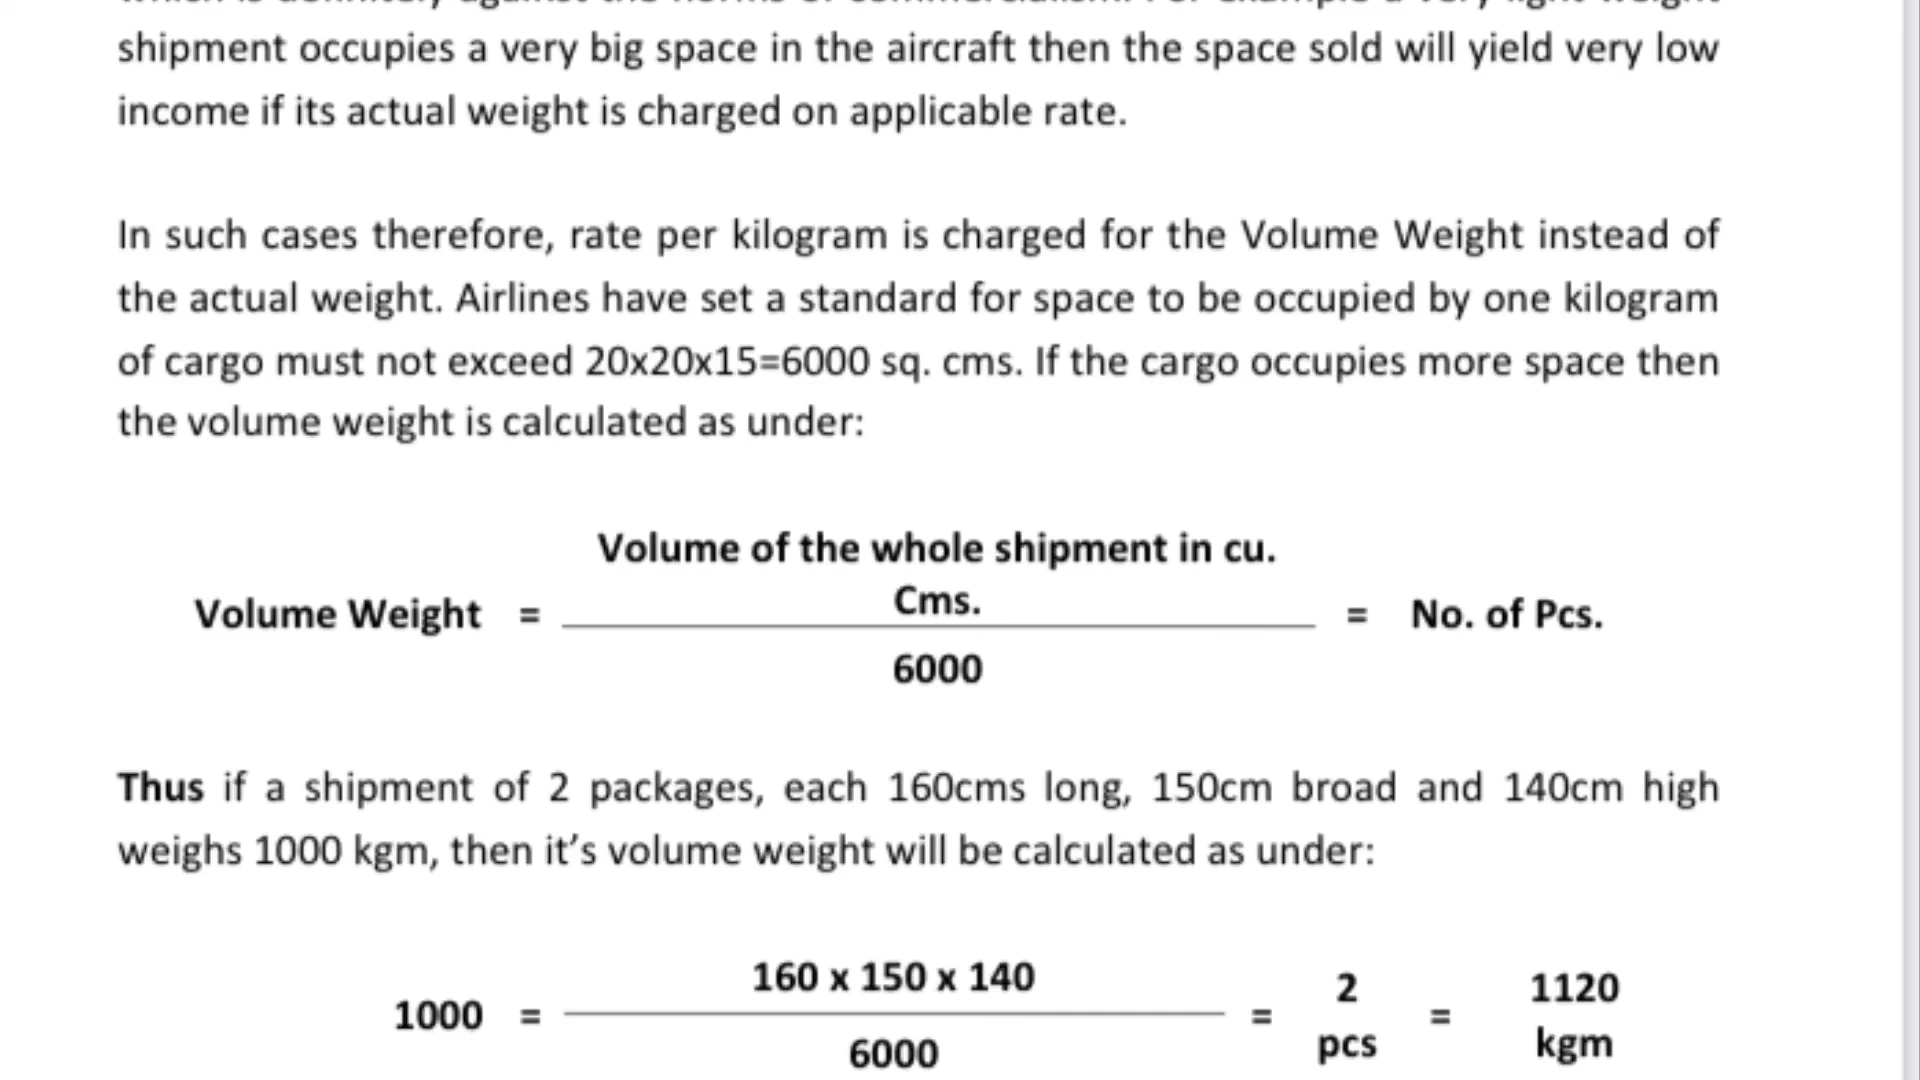 shipment occupies a very big space in the aircraft then the space sold will yield very low
income if its actual weight is charged on applicable rate.
In such cases therefore, rate per kilogram is charged for the Volume Weight instead of
the actual weight. Airlines have set a standard for space to be occupied by one kilogram
of cargo must not exceed 20x20x15=6000 sq. cms. If the cargo occupies more space then
the volume weight is calculated as under:
Volume of the whole shipment in cu.
Cms.
Volume Weight = = No. of Pcs.
6000
Thus if a shipment of 2 packages, each 160cms long, 150cm broad and 140cm high
weighs 1000 kgm, then it’s volume weight will be calculated as under:
160 x 150 x 140 2 1120
1000 = = =
6000 pcs kgm